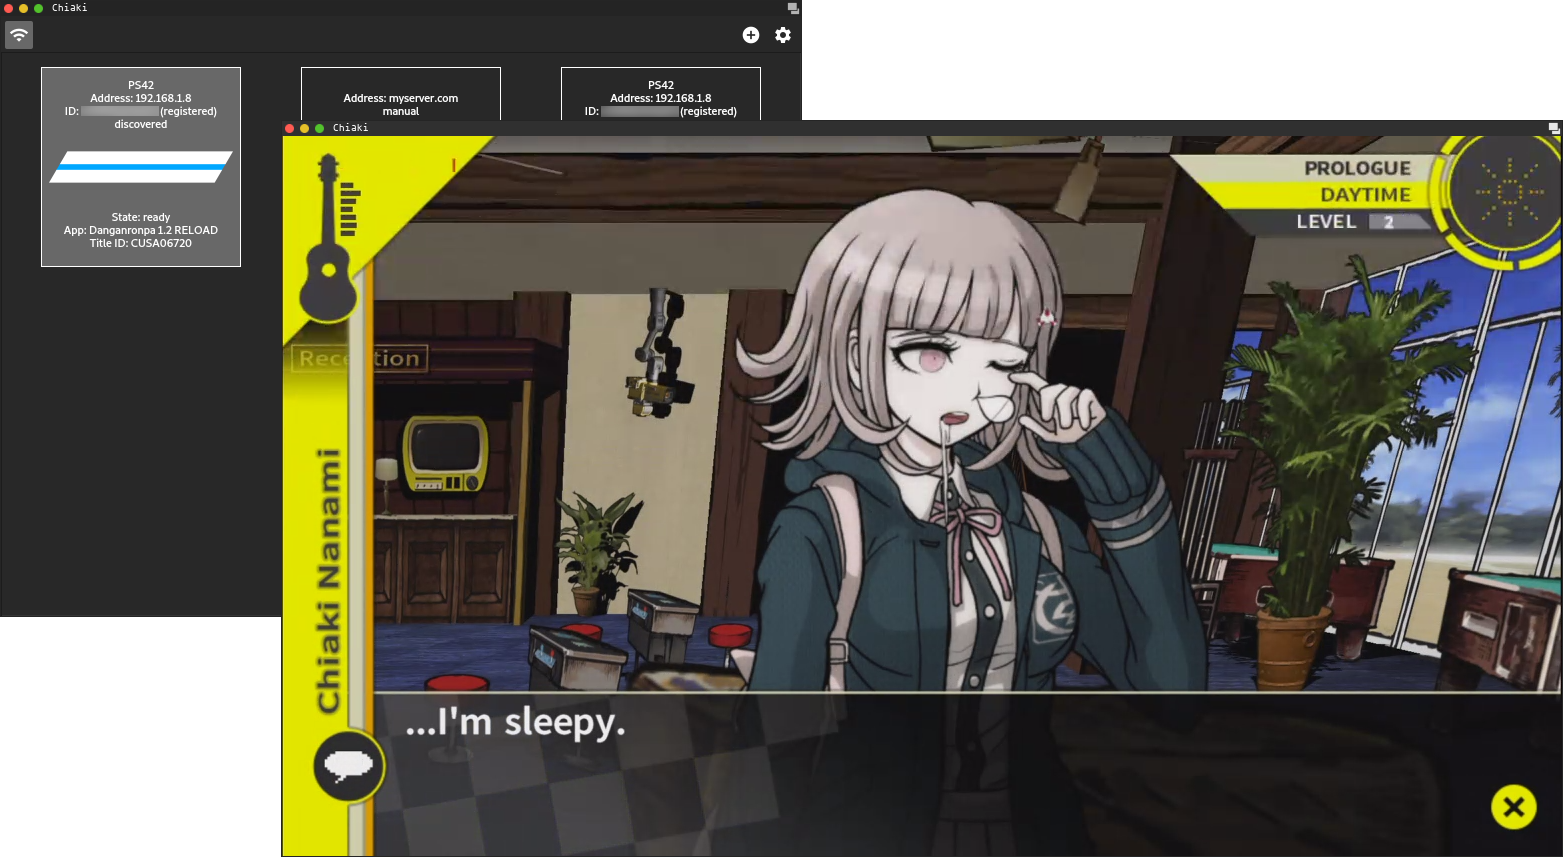 Chiaki
PS42
Address: 192.168.1.8
ID: (registered)
discovered
State: ready
App: Danganronpa 1.2 RELOAD
Title ID: CUSA06720
Address: myserver.com
manual
PS42
Address: 192.168.1.8
ID: (registered)
Chiaki
PROLOGUE
DAYTIME
LEVEL 2
Reception
Chiaki Nanami
...I'm sleepy.